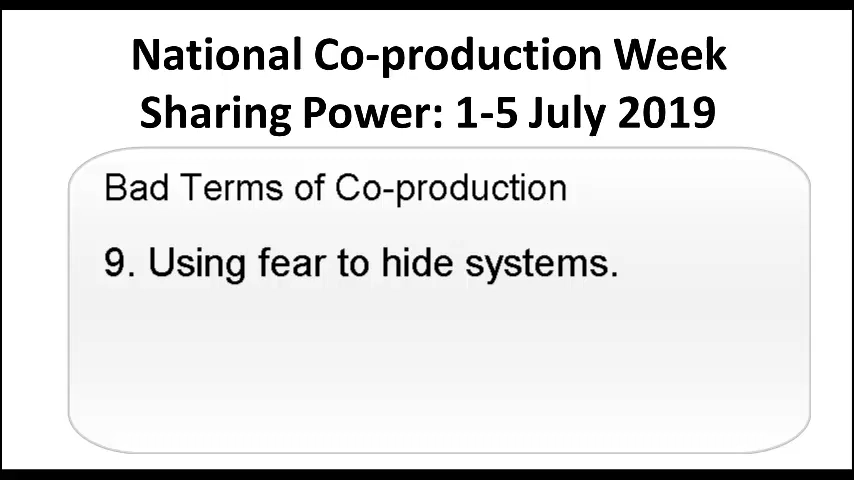 National Co-production Week
Sharing Power: 1-5 July 2019
Bad Terms of Co-production
9. Using fear to hide systems.